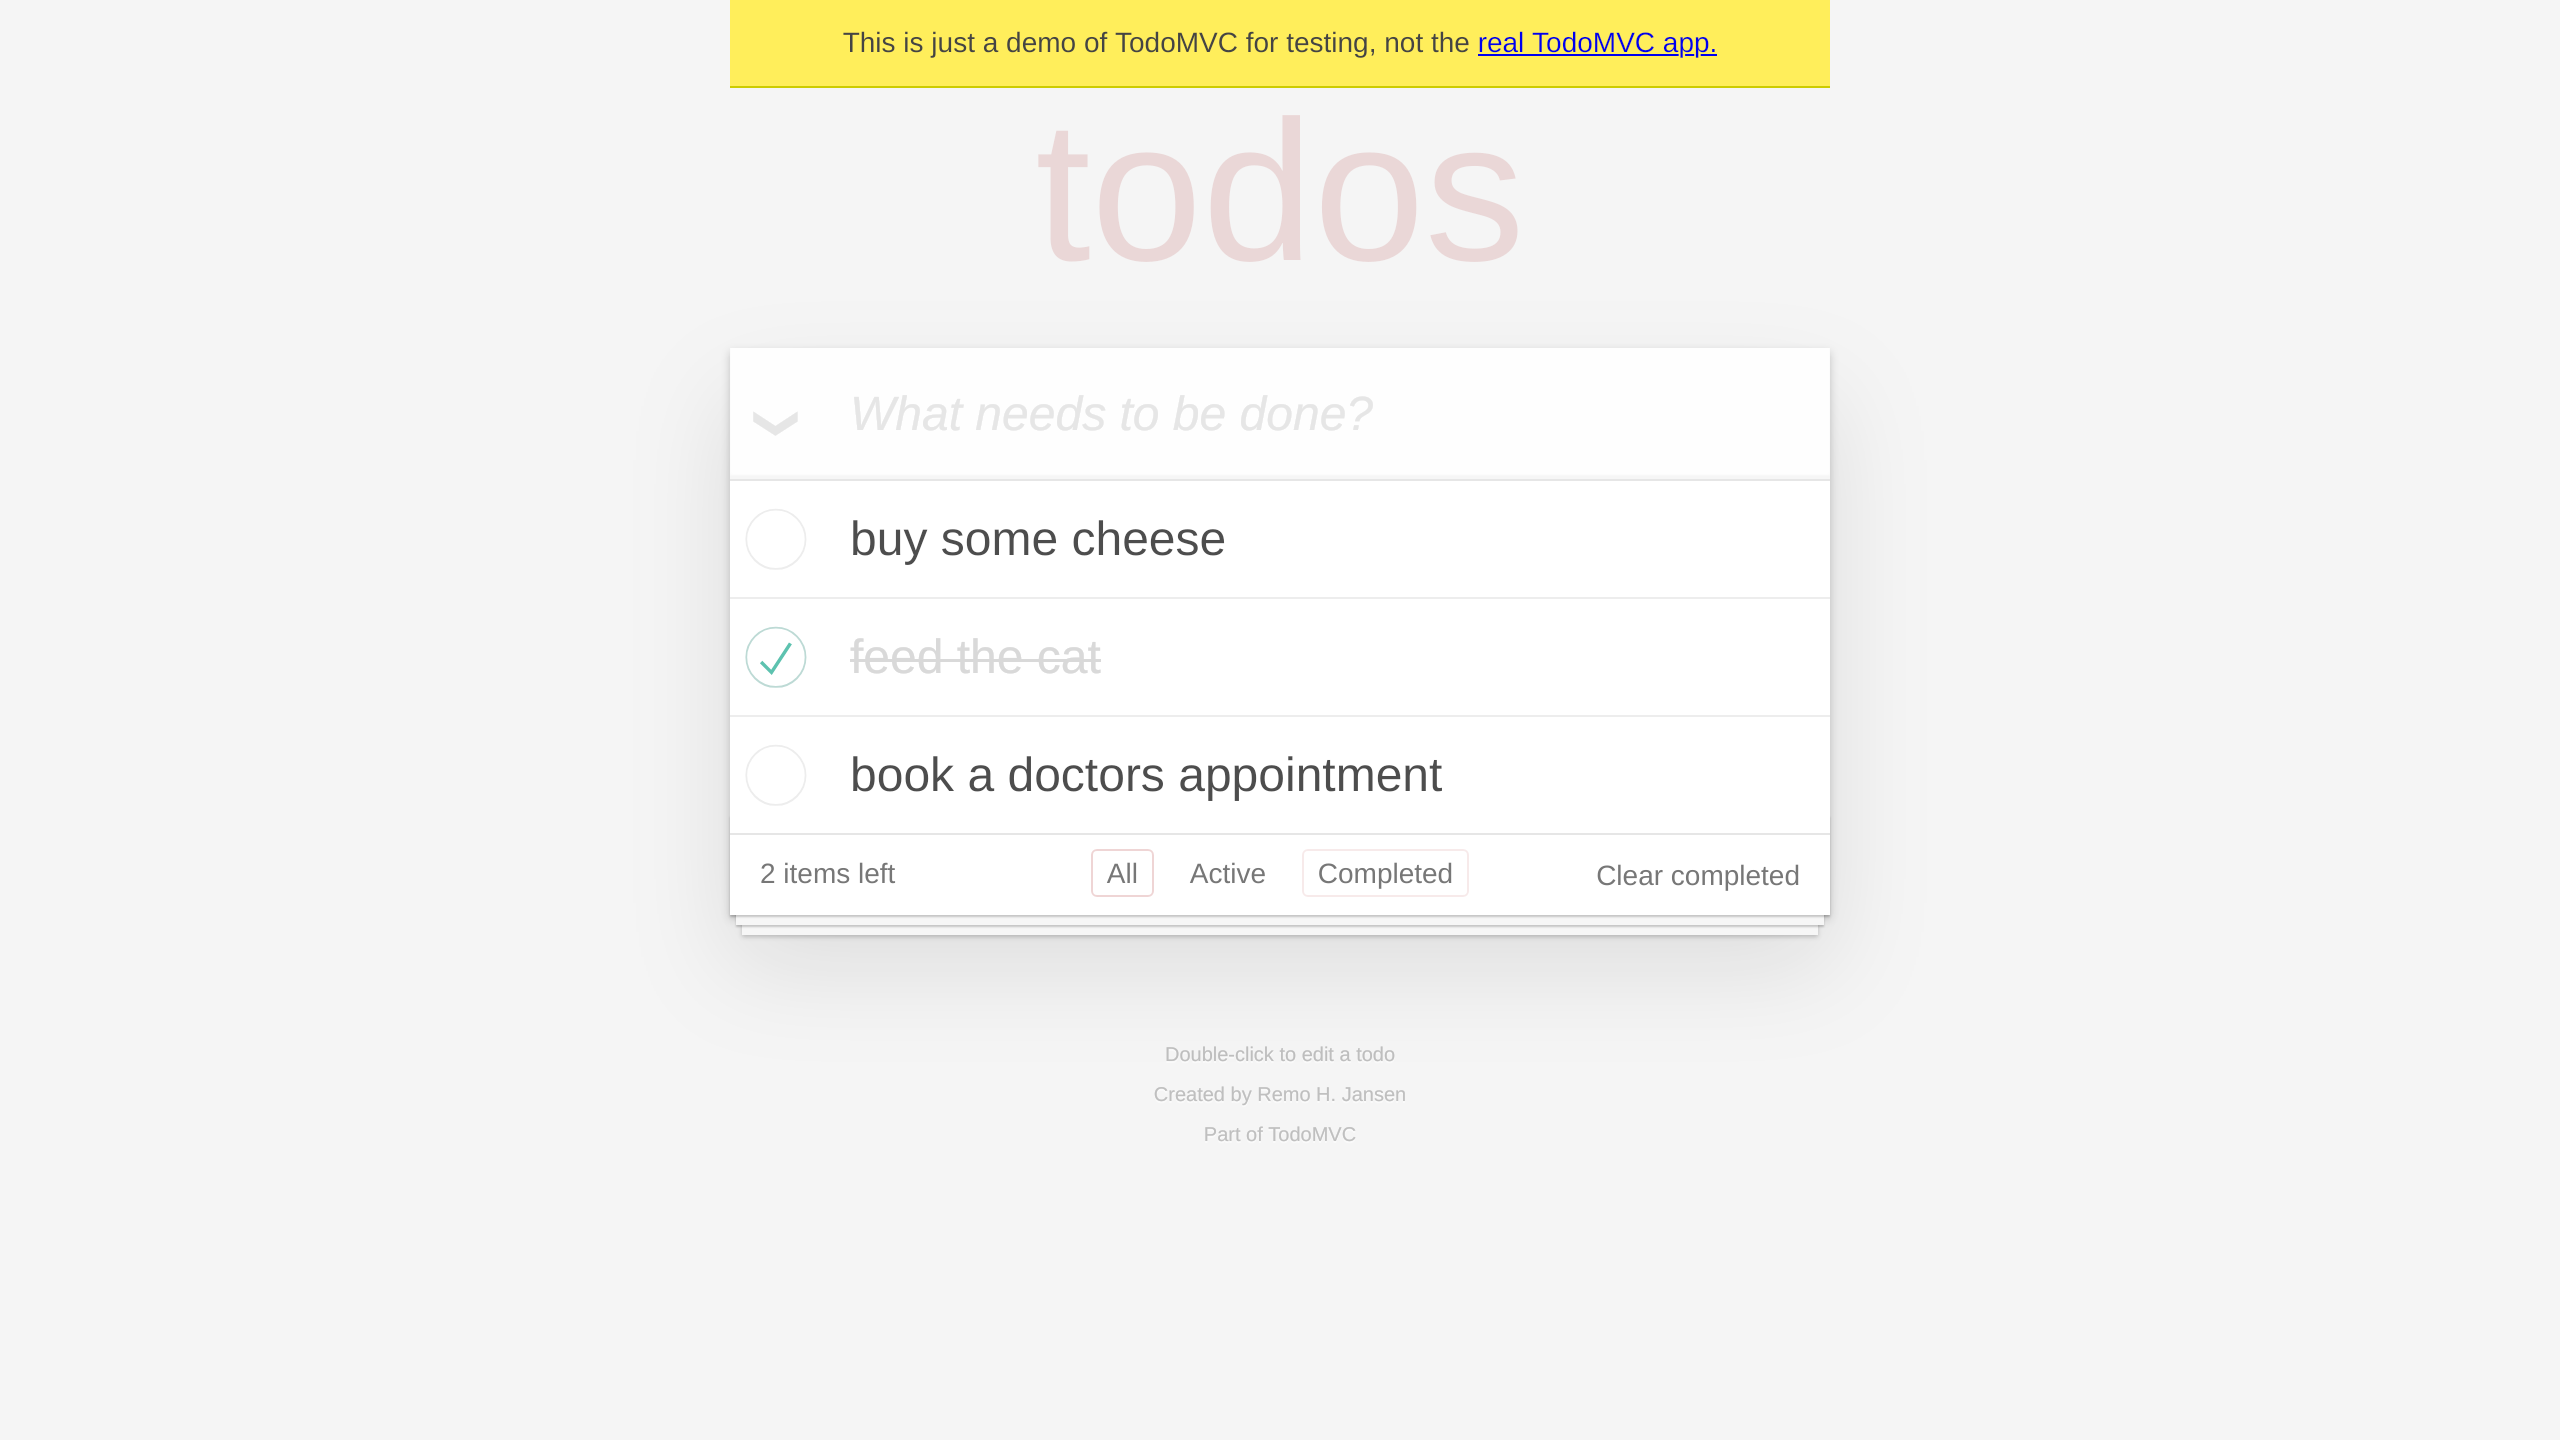 This is just a demo of TodoMVC for testing, not the real TodoMVC app.
todos
What needs to be done?
buy some cheese
feed the cat
book a doctors appointment
2 items left All Active Completed Clear completed
Double-click to edit a todo
Created by Remo H. Jansen
Part of TodoMVC